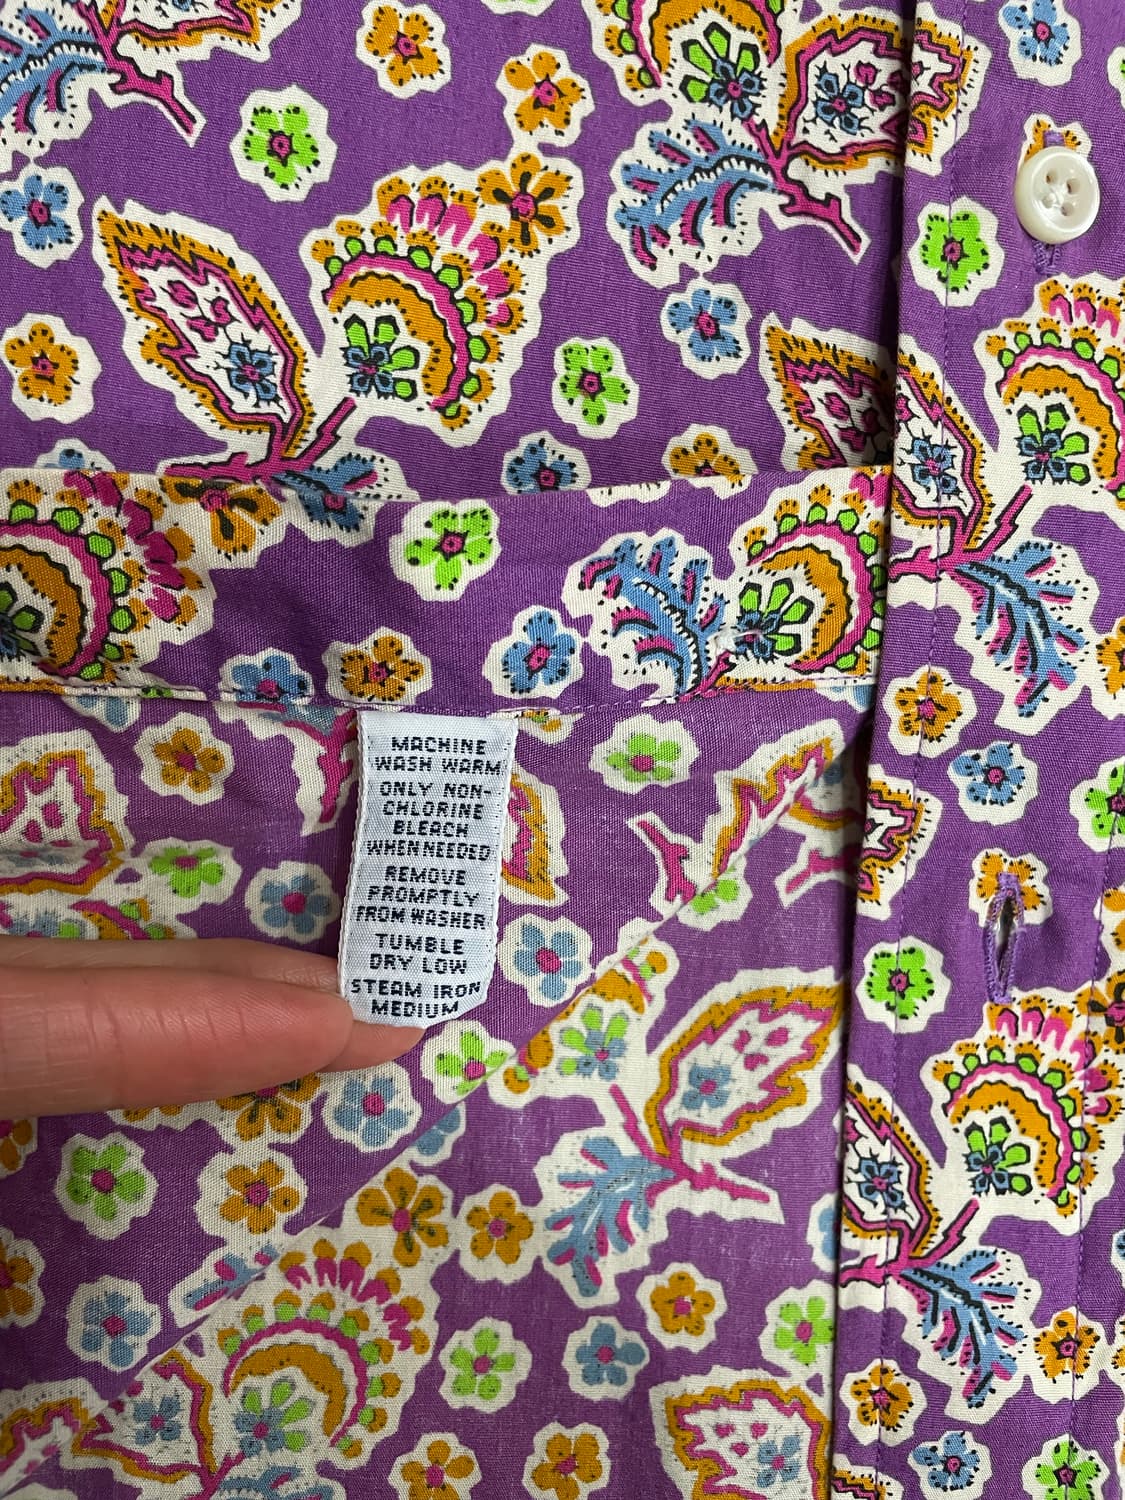 MACHINE
WASH WARM
ONLY NON-
CHLORINE
BLEACH
WHEN NEEDED
REMOVE
PROMPTLY
FROM WASHER
TUMBLE
DRY LOW
STEAM IRON
MEDIUM